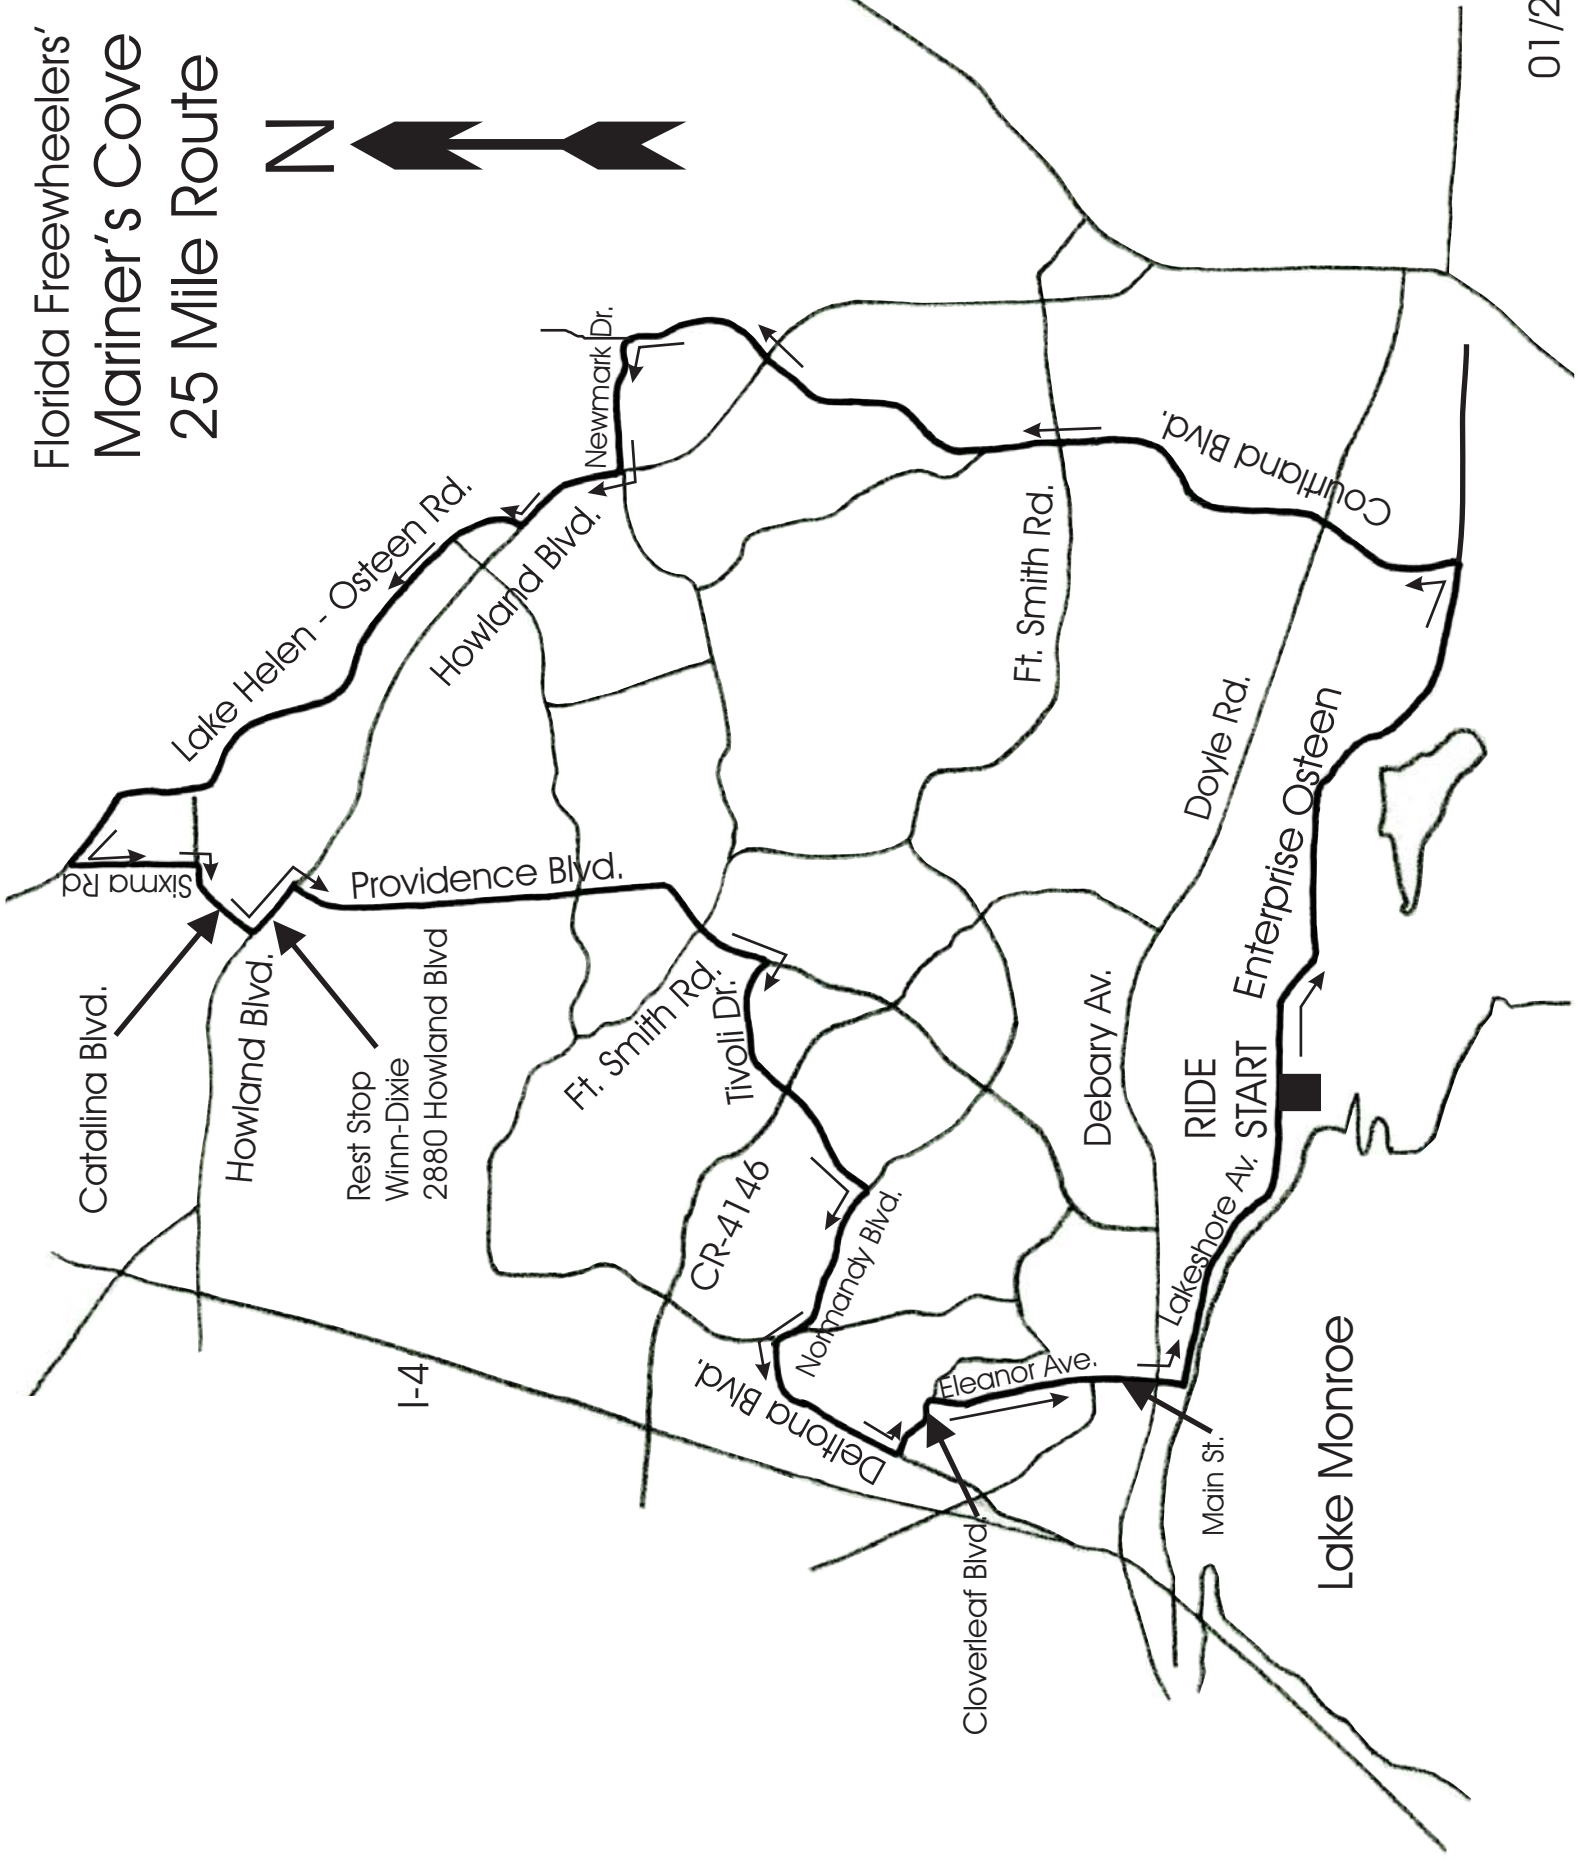 Florida Freewheelers'
Mariner's Cove
25 Mile Route
N
01/2
Newmark Dr.
Lake Helen - Osteen Rd.
Howland Blvd.
Courtland Blvd.
Ft. Smith Rd.
Doyle Rd.
Enterprise Osteen
Sixma Rd
Providence Blvd.
Catalina Blvd.
Howland Blvd.
Rest Stop
Winn-Dixie
2880 Howland Blvd
Ft. Smith Rd.
Tivoli Dr.
Debary Av.
RIDE
START
CR-4146
Normandy Blvd.
Lakeshore Av.
I-4
Deltona Blvd.
Eleanor Ave.
Main St.
Cloverleaf Blvd.
Lake Monroe